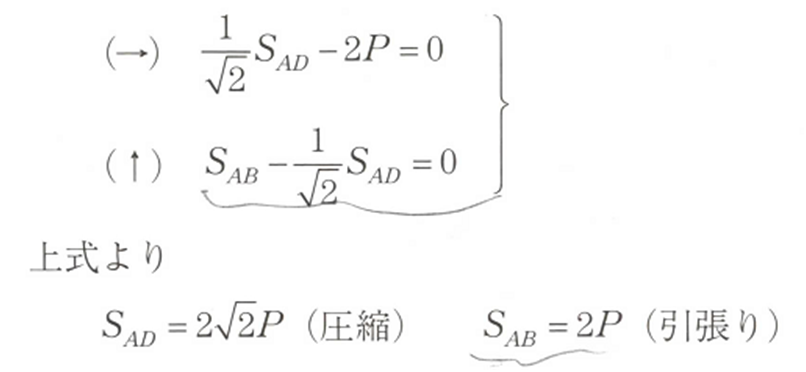 (→) 1/√2 S_AD − 2P = 0
(↑) S_AB − 1/√2 S_AD = 0
上式より
S_AD = 2√2P (圧縮) S_AB = 2P (引張り)